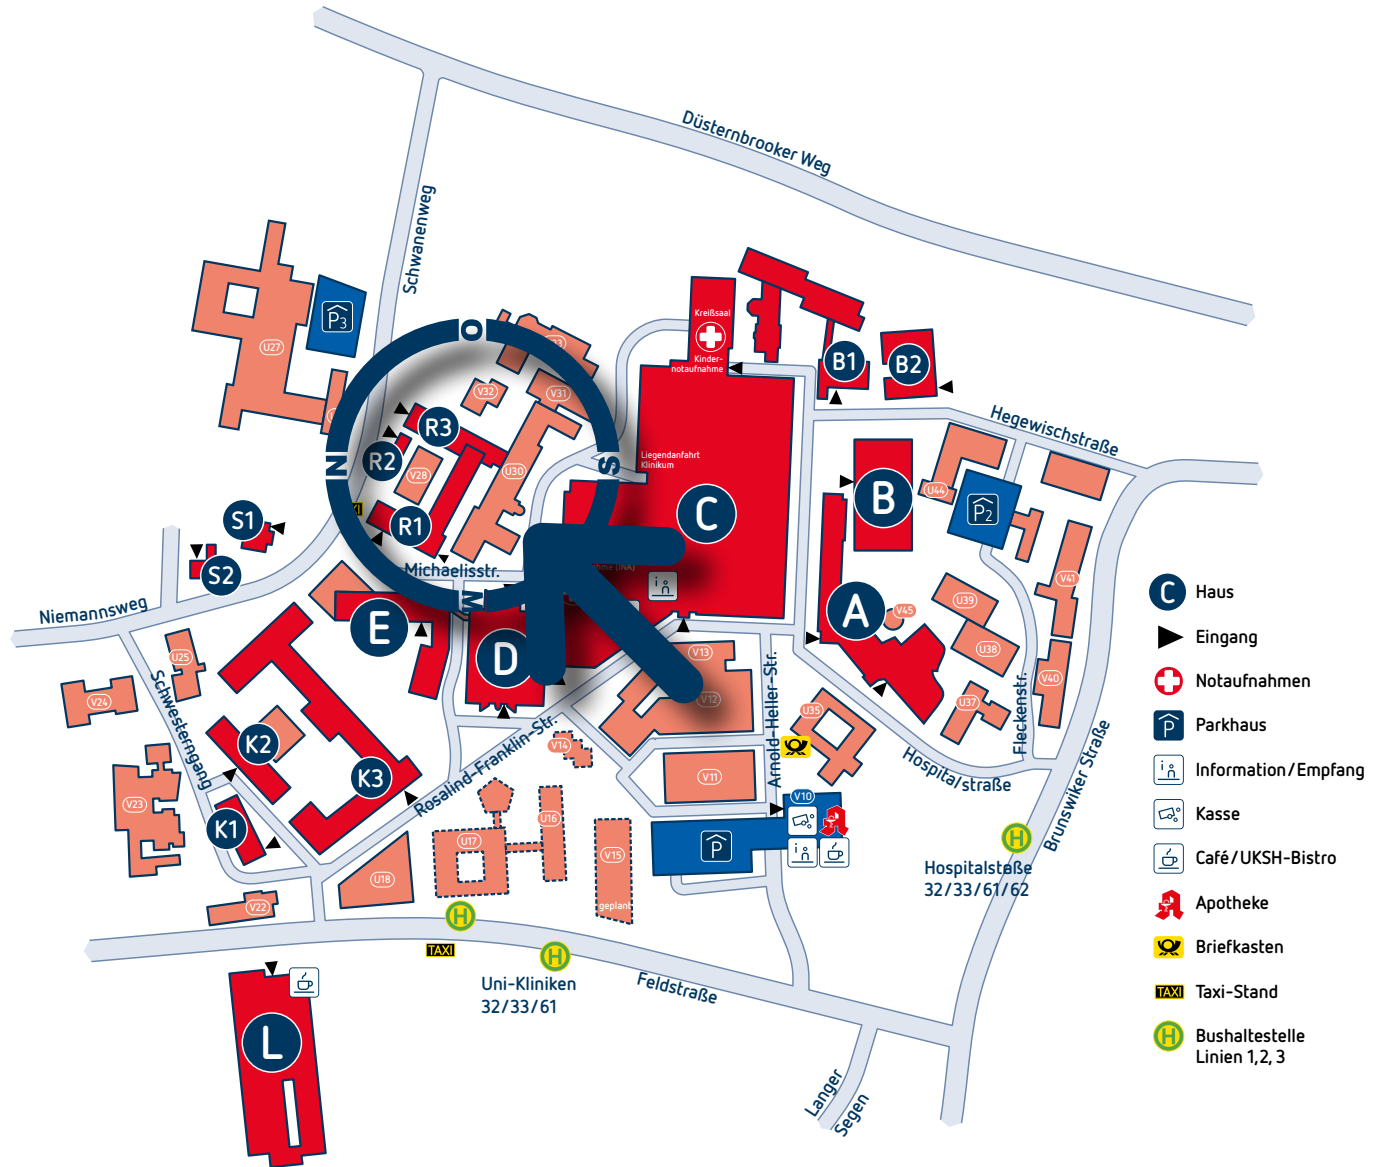 Düsternbrooker Weg
Schwanenweg
P3
U27
O
N
S
M
V32
V31
R3
R2
V28
U30
R1
Michaelisstr.
S1
S2
Niemannsweg
Kreißsaal
Kinder-
notaufnahme
Liegendanfahrt
Klinikum
C
B1
B2
Hegewischstraße
B
U44
P2
V41
U39
V45
A
U38
V40
U37
Fleckenstr.
E
D
V13
V12
U25
V24
Schwesterngang
K2
K3
Rosalind-Franklin-Str.
V14
Arnold-Heller-Str.
U35
Hospitalstraße
Brunswiker Straße
V11
V10
V23
K1
U17
U16
V15
geplant
P
U18
V22
H
Hospitalstraße
32/33/61/62
H
TAXI
H
Uni-Kliniken
32/33/61
Feldstraße
L
Langer
Segen
C Haus
Eingang
Notaufnahmen
P Parkhaus
i Information/Empfang
Kasse
Café/UKSH-Bistro
Apotheke
Briefkasten
TAXI Taxi-Stand
H Bushaltestelle
Linien 1,2, 3